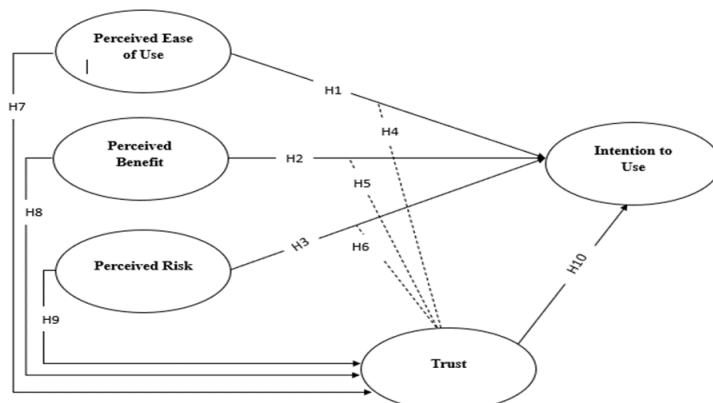 Perceived Ease
of Use
H7
H1
H4
Perceived
Benefit
H2
Intention to
Use
H5
H8
H3
H6
Perceived Risk
H10
H9
Trust